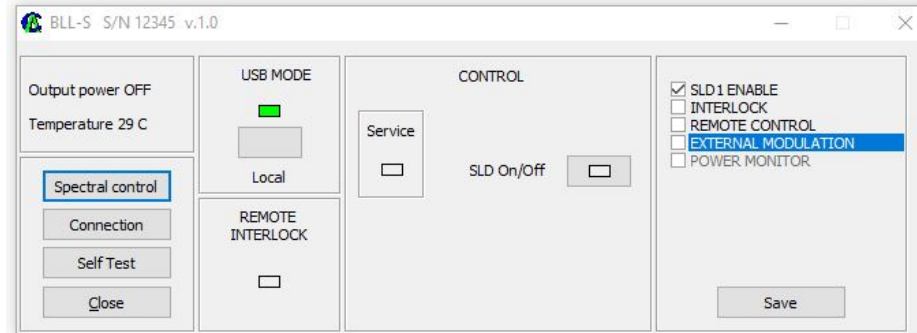 BLL-S S/N 12345 v.1.0
Output power OFF
Temperature 29 C
Spectral control
Connection
Self Test
Close
USB MODE
Local
REMOTE
INTERLOCK
CONTROL
Service
SLD On/Off
SLD1 ENABLE
INTERLOCK
REMOTE CONTROL
EXTERNAL MODULATION
POWER MONITOR
Save